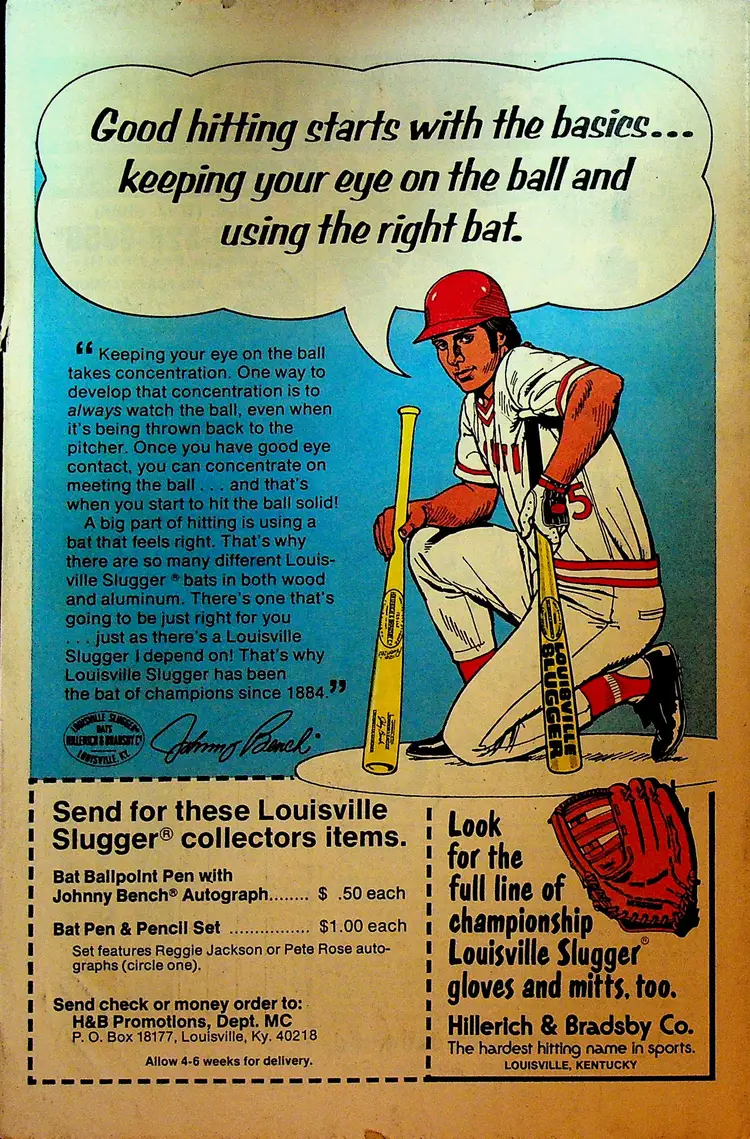 Good hitting starts with the basics...
keeping your eye on the ball and
using the right bat.
“ Keeping your eye on the ball
takes concentration. One way to
develop that concentration is to
always watch the ball, even when
it's being thrown back to the
pitcher. Once you have good eye
contact, you can concentrate on
meeting the ball . . . and that's
when you start to hit the ball solid!
A big part of hitting is using a
bat that feels right. That's why
there are so many different Louis-
ville Slugger ® bats in both wood
and aluminum. There's one that's
going to be just right for you
. . . just as there's a Louisville
Slugger I depend on! That's why
Louisville Slugger has been
the bat of champions since 1884.”
LOUISVILLE SLUGGER
BATS
HILLERICH & BRADSBY CO
LOUISVILLE, KY.
Johnny Bench
5
LOUISVILLE
SLUGGER
Send for these Louisville
Slugger® collectors items.
Bat Ballpoint Pen with
Johnny Bench® Autograph........ $ .50 each
Bat Pen & Pencil Set ................ $1.00 each
Set features Reggie Jackson or Pete Rose auto-
graphs (circle one).
Send check or money order to:
H&B Promotions, Dept. MC
P. O. Box 18177, Louisville, Ky. 40218
Allow 4-6 weeks for delivery.
Look
for the
full line of
championship
Louisville Slugger®
gloves and mitts, too.
Hillerich & Bradsby Co.
The hardest hitting name in sports.
LOUISVILLE, KENTUCKY